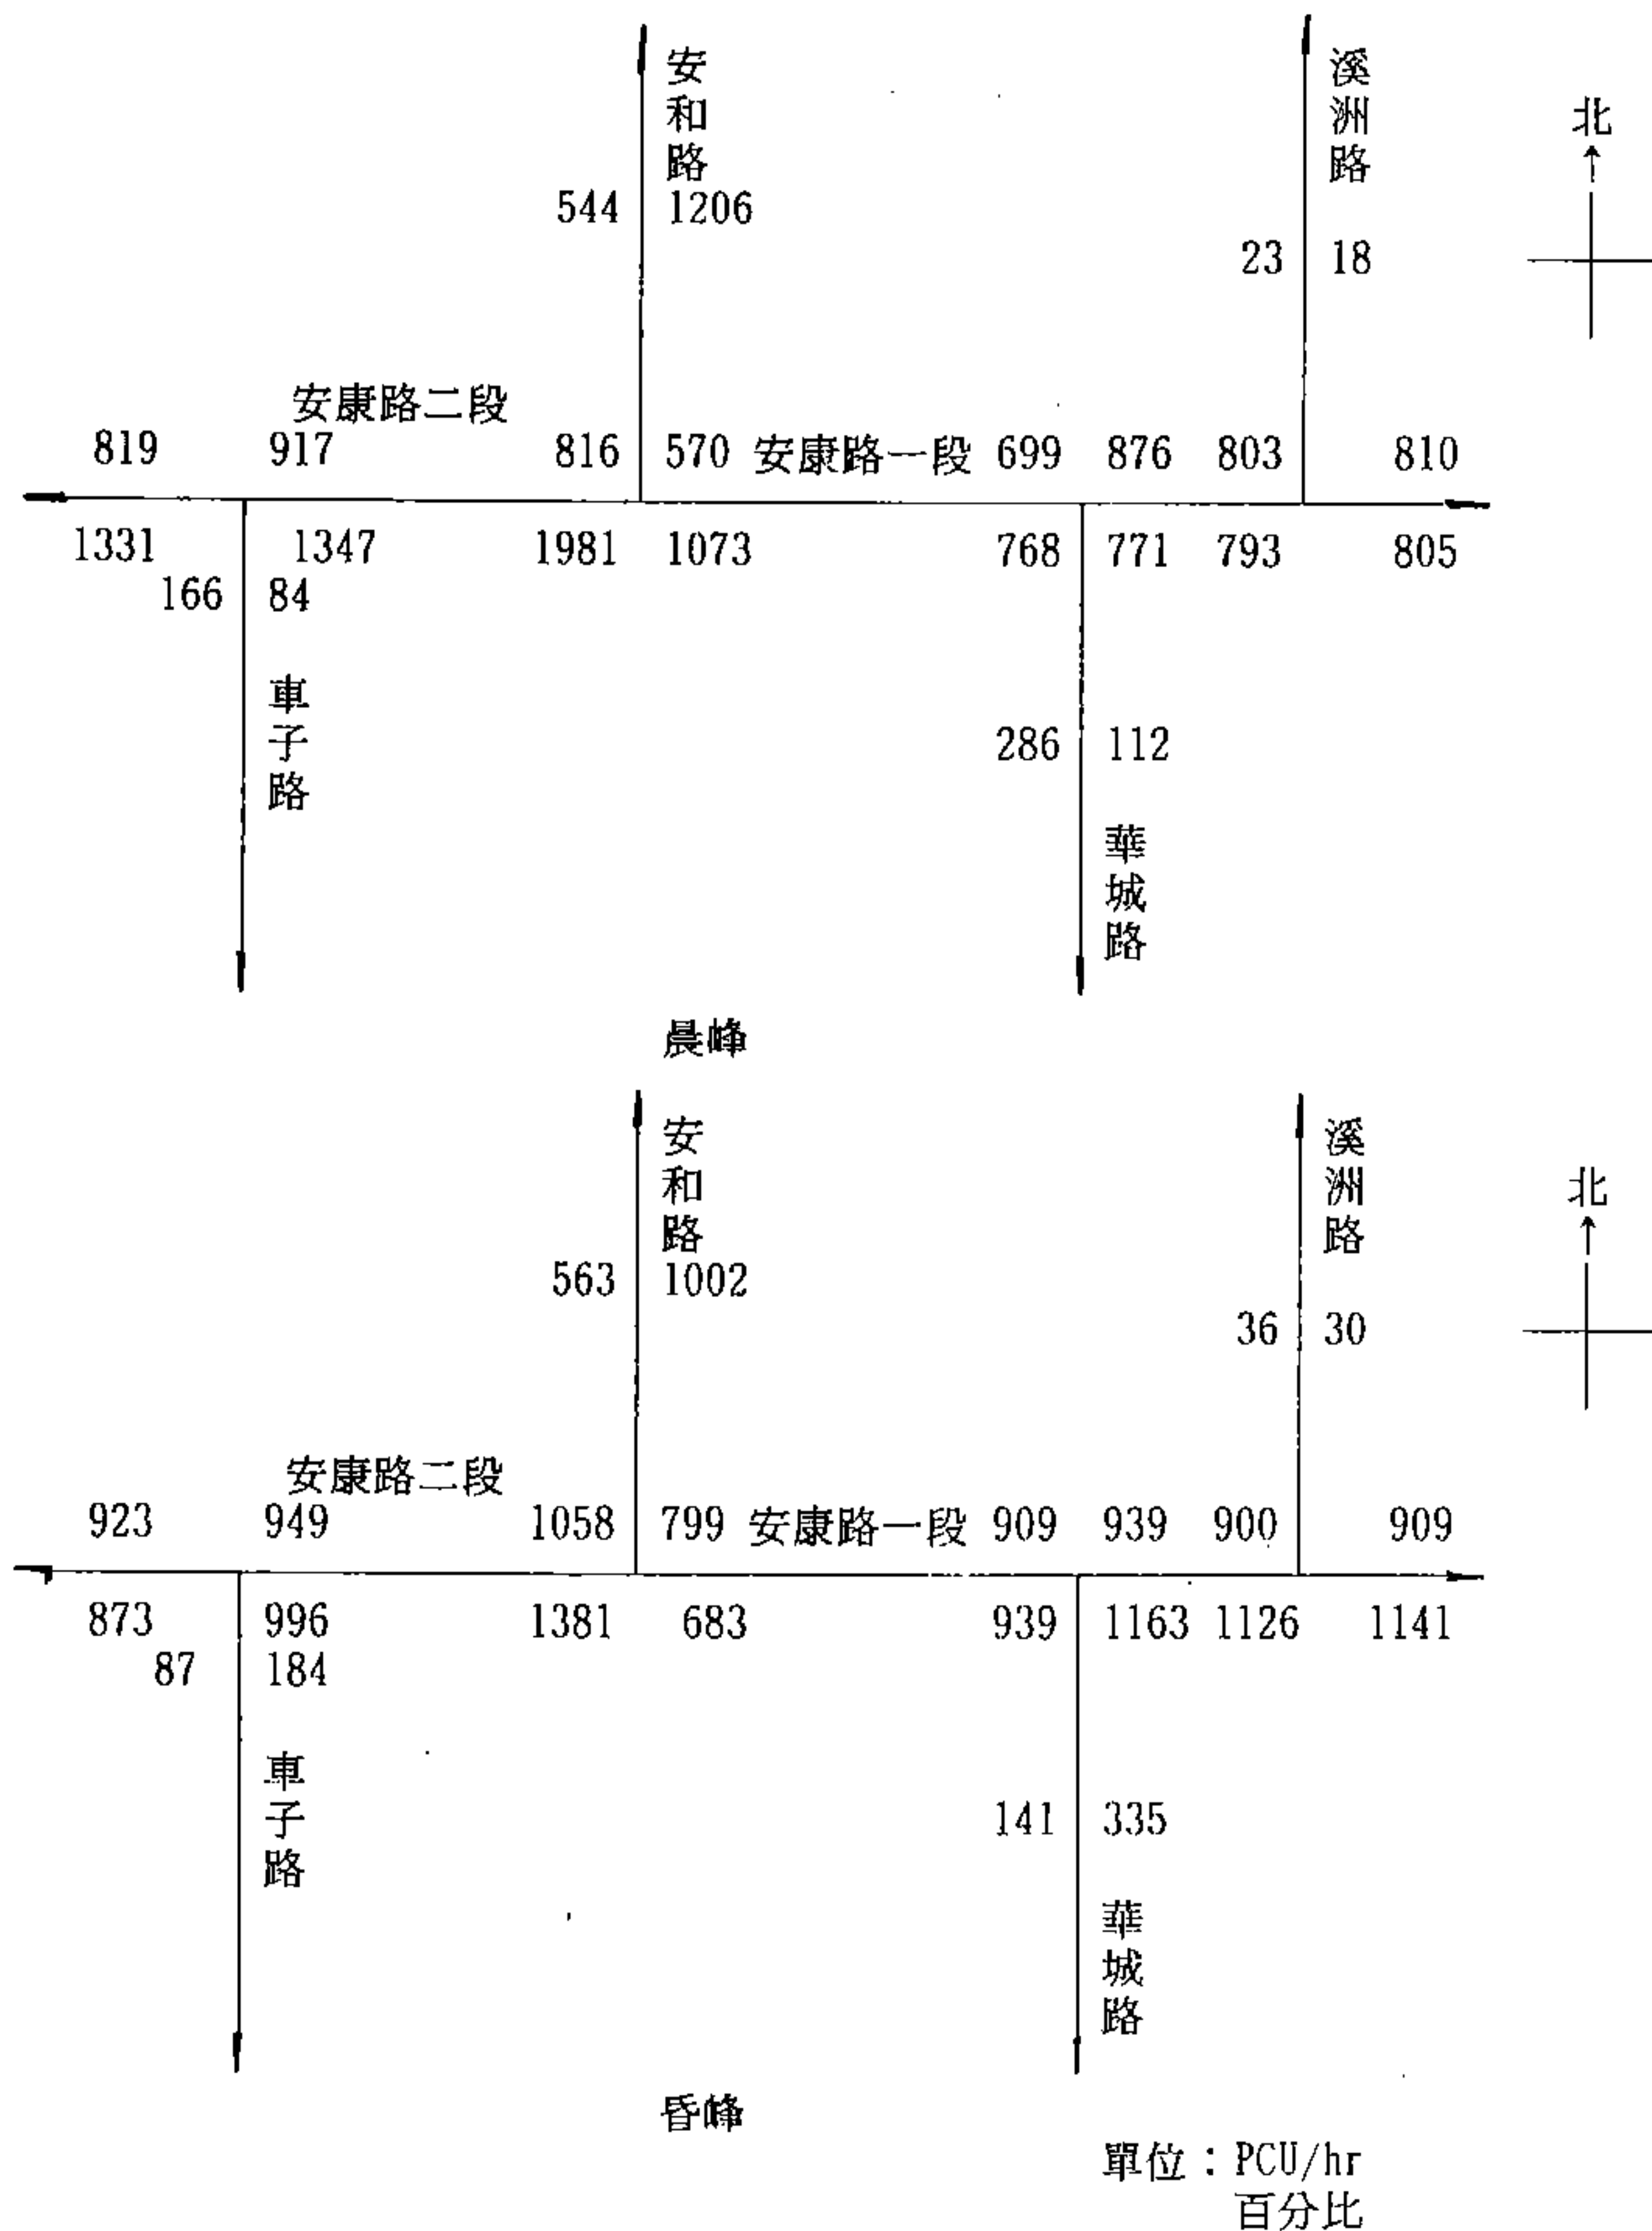 安和路
溪洲路
北
544 1206
23 18
安康路二段
819 917 816 570 安康路一段 699 876 803 810
1331 1347 1981 1073 768 771 793 805
166 84
車子路
286 112
華城路
晨峰
安和路
溪洲路
北
563 1002
36 30
安康路二段
923 949 1058 799 安康路一段 909 939 900 909
873 996 1381 683 939 1163 1126 1141
87 184
車子路
141 335
華城路
昏峰
單位：PCU/hr
百分比